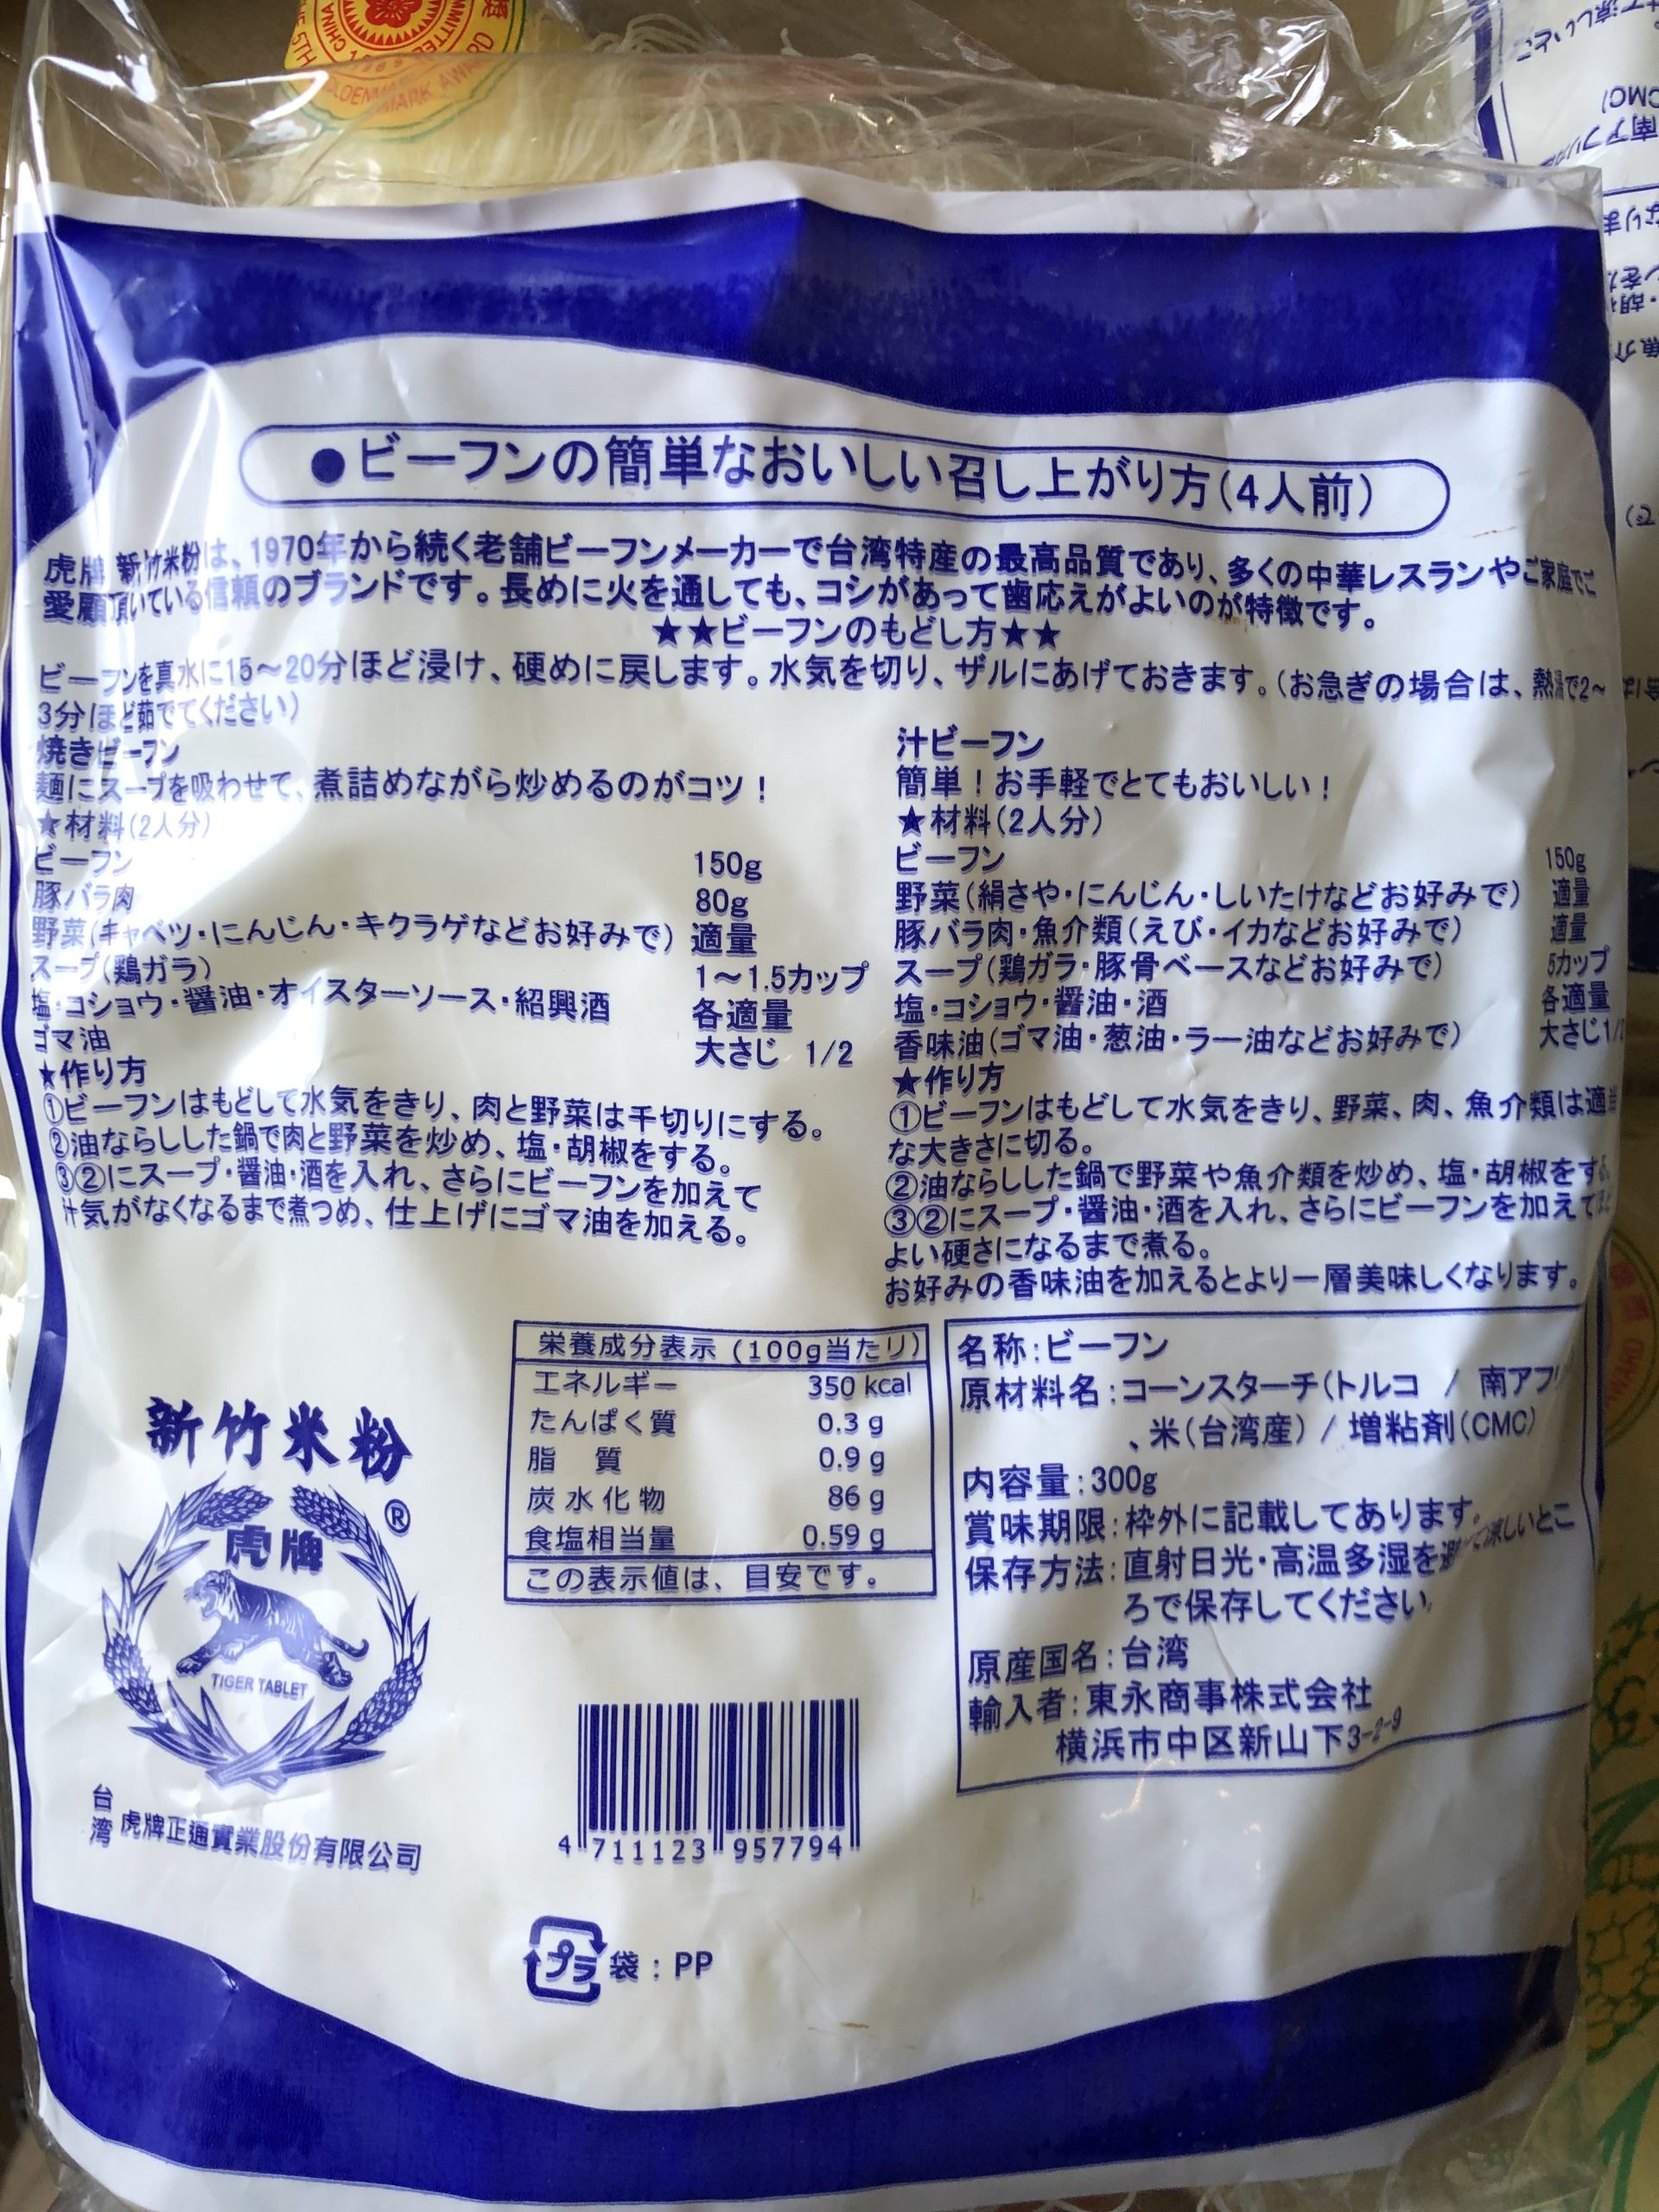 ●ビーフンの簡単なおいしい召し上がり方(4人前)
虎牌 新竹米粉は、1970年から続く老舗ビーフンメーカーで台湾特産の最高品質であり、多くの中華レスランやご家庭でご
愛顧頂いている信頼のブランドです。長めに火を通しても、コシがあって歯応えがよいのが特徴です。
★★ビーフンのもどし方★★
ビーフンを真水に15～20分ほど浸け、硬めに戻します。水気を切り、ザルにあげておきます。(お急ぎの場合は、熱湯で2～
3分ほど茹でてください)
焼きビーフン
麺にスープを吸わせて、煮詰めながら炒めるのがコツ！
★材料(2人分)
ビーフン 150g
豚バラ肉 80g
野菜(キャベツ・にんじん・キクラゲなどお好みで) 適量
スープ(鶏ガラ) 1～1.5カップ
塩・コショウ・醤油・オイスターソース・紹興酒 各適量
ゴマ油 大さじ 1/2
★作り方
①ビーフンはもどして水気をきり、肉と野菜は千切りにする。
②油ならしした鍋で肉と野菜を炒め、塩・胡椒をする。
③②にスープ・醤油・酒を入れ、さらにビーフンを加えて
汁気がなくなるまで煮つめ、仕上げにゴマ油を加える。
汁ビーフン
簡単！お手軽でとてもおいしい！
★材料(2人分)
ビーフン 150g
野菜(絹さや・にんじん・しいたけなどお好みで) 適量
豚バラ肉・魚介類(えび・イカなどお好みで) 適量
スープ(鶏ガラ・豚骨ベースなどお好みで) 5カップ
塩・コショウ・醤油・酒 各適量
香味油(ゴマ油・葱油・ラー油などお好みで) 大さじ1/
★作り方
①ビーフンはもどして水気をきり、野菜、肉、魚介類は適当
な大きさに切る。
②油ならしした鍋で野菜や魚介類を炒め、塩・胡椒をする。
③②にスープ・醤油・酒を入れ、さらにビーフンを加えてほど
よい硬さになるまで煮る。
お好みの香味油を加えるとより一層美味しくなります。
栄養成分表示 (100g当たり)
エネルギー 350 kcal
たんぱく質 0.3 g
脂 質 0.9 g
炭水化物 86 g
食塩相当量 0.59 g
この表示値は、目安です。
名称:ビーフン
原材料名:コーンスターチ(トルコ / 南アフリ
、米(台湾産) / 増粘剤(CMC)
内容量:300g
賞味期限:枠外に記載してあります。
保存方法:直射日光・高温多湿を避けて涼しいとこ
ろで保存してください。
原産国名:台湾
輸入者:東永商事株式会社
横浜市中区新山下3-2-9
新竹米粉
®
虎牌
TIGER TABLET
台湾 虎牌正通實業股份有限公司
4 711123 957794
プラ 袋：PP